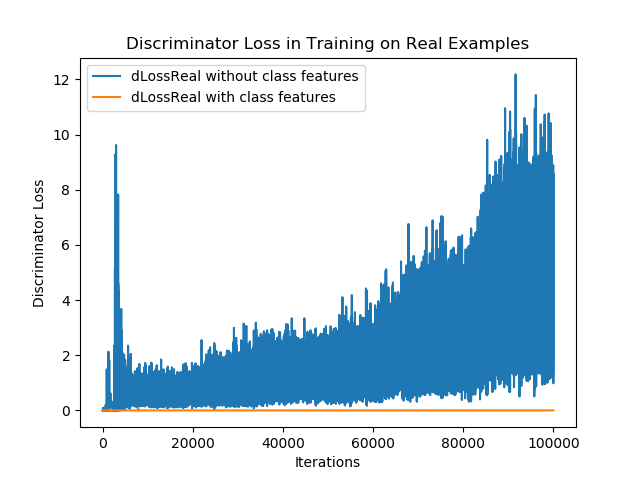 Discriminator Loss in Training on Real Examples
dLossReal without class features
dLossReal with class features
Discriminator Loss
12
10
8
6
4
2
0
0 20000 40000 60000 80000 100000
Iterations